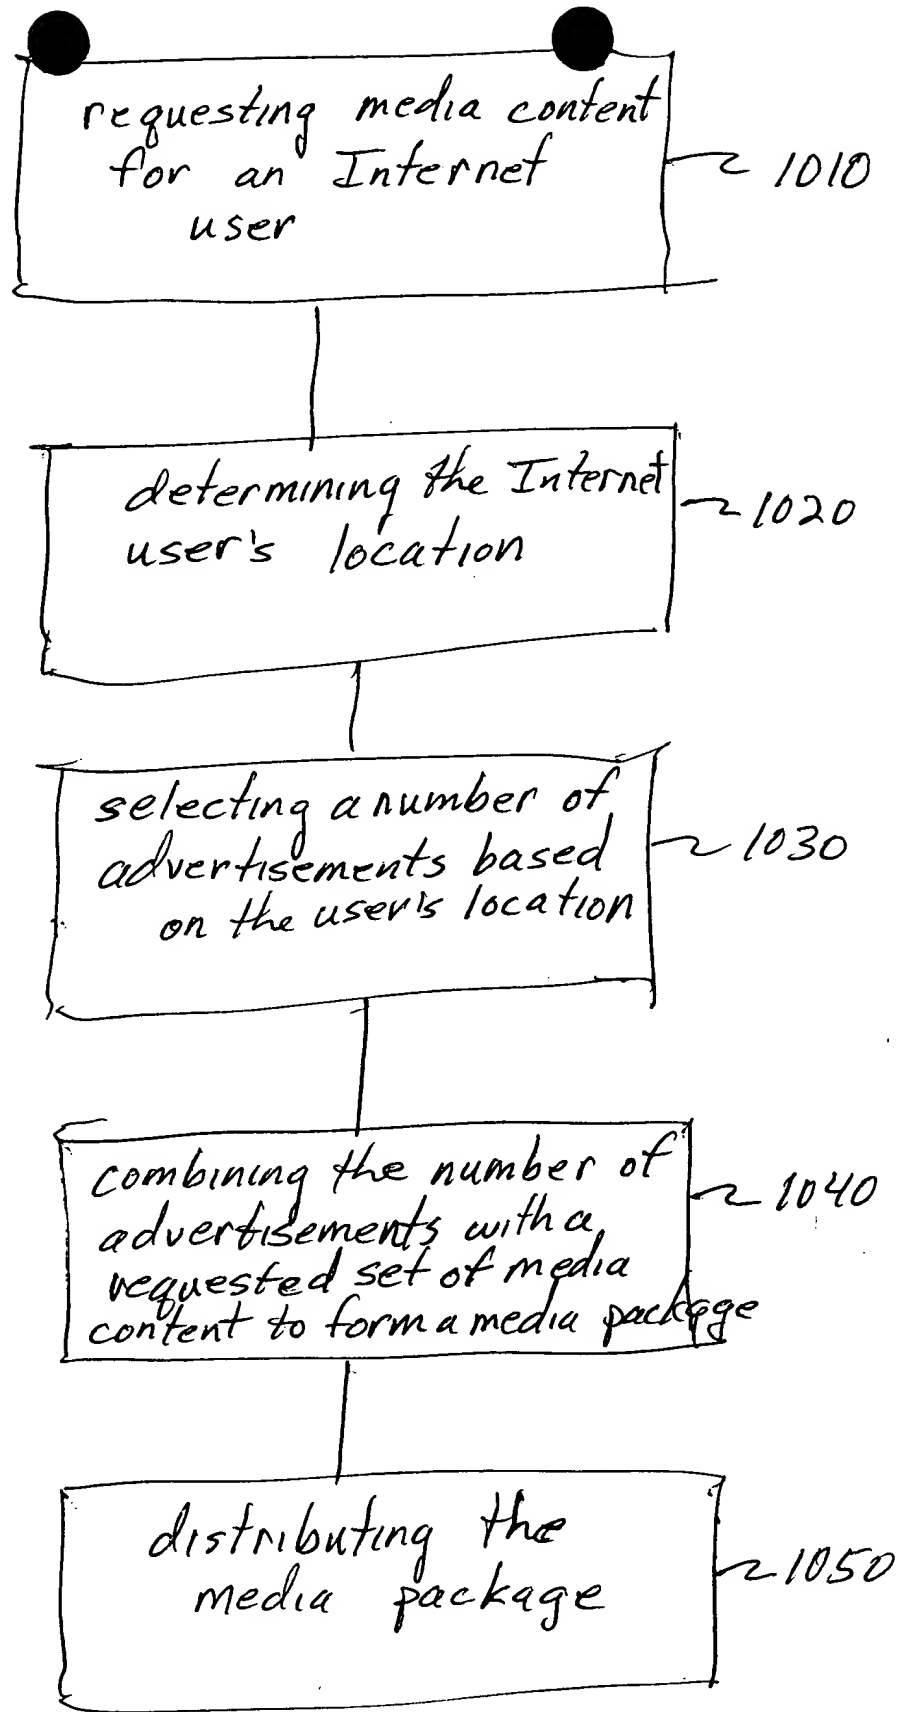 requesting media content
for an Internet
user
1010
determining the Internet
user's location
1020
selecting a number of
advertisements based
on the user's location
1030
combining the number of
advertisements with a
requested set of media
content to form a media package
1040
distributing the
media package
1050